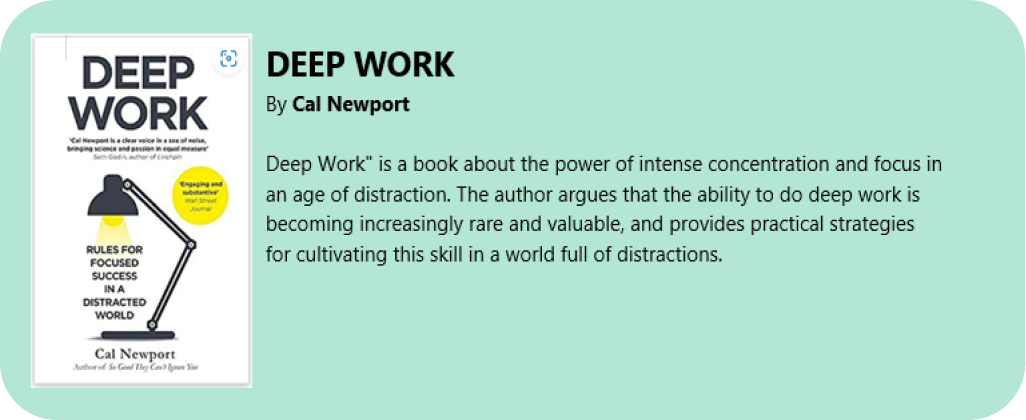 DEEP
WORK
'Cal Newport is a clear voice in a sea of noise,
bringing science and passion in equal measure'
Seth Godin, author of Linchpin
'Engaging and
substantive'
Wall Street
Journal
RULES FOR
FOCUSED
SUCCESS
IN A
DISTRACTED
WORLD
Cal Newport
Author of So Good They Can't Ignore You
DEEP WORK
By Cal Newport
Deep Work" is a book about the power of intense concentration and focus in
an age of distraction. The author argues that the ability to do deep work is
becoming increasingly rare and valuable, and provides practical strategies
for cultivating this skill in a world full of distractions.